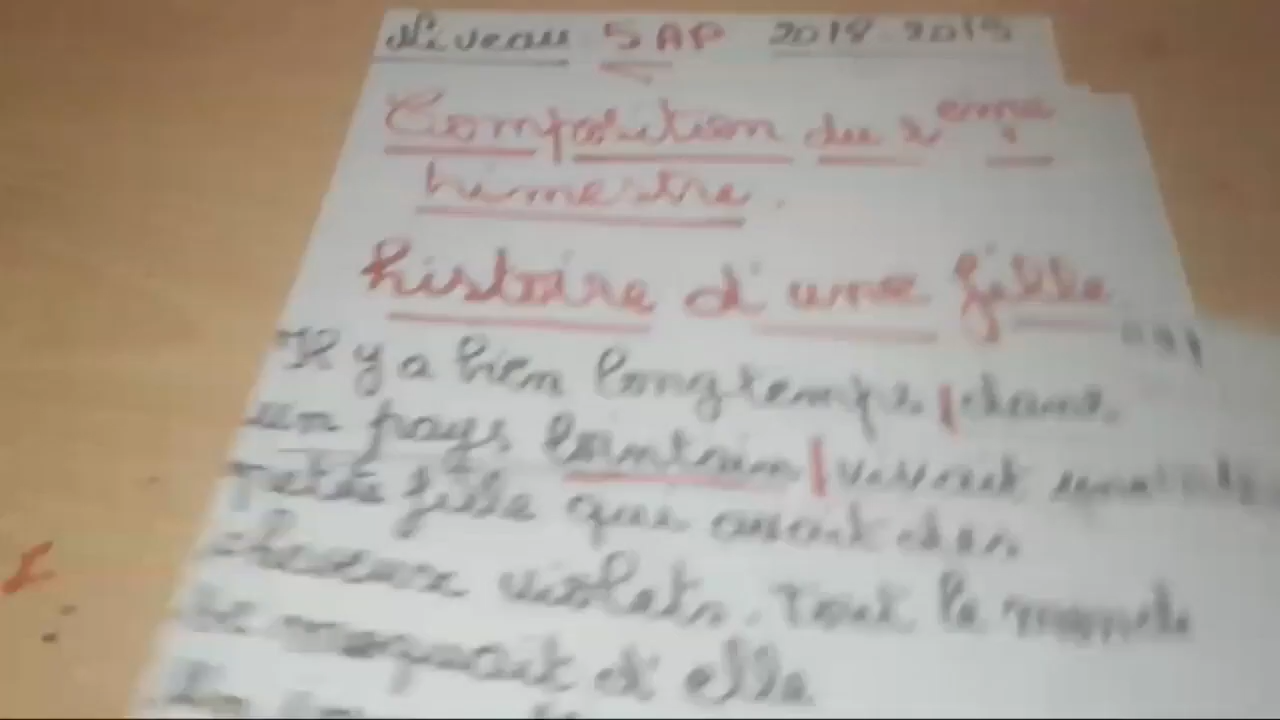 Niveau 5AP 2018-2019
Composition du 2ème
trimestre.
histoire d'une fille
Il y a bien longtemps dans
un pays lointain vivait une
petite fille qui avait des
cheveux violets. Tout le monde
se moquait d'elle